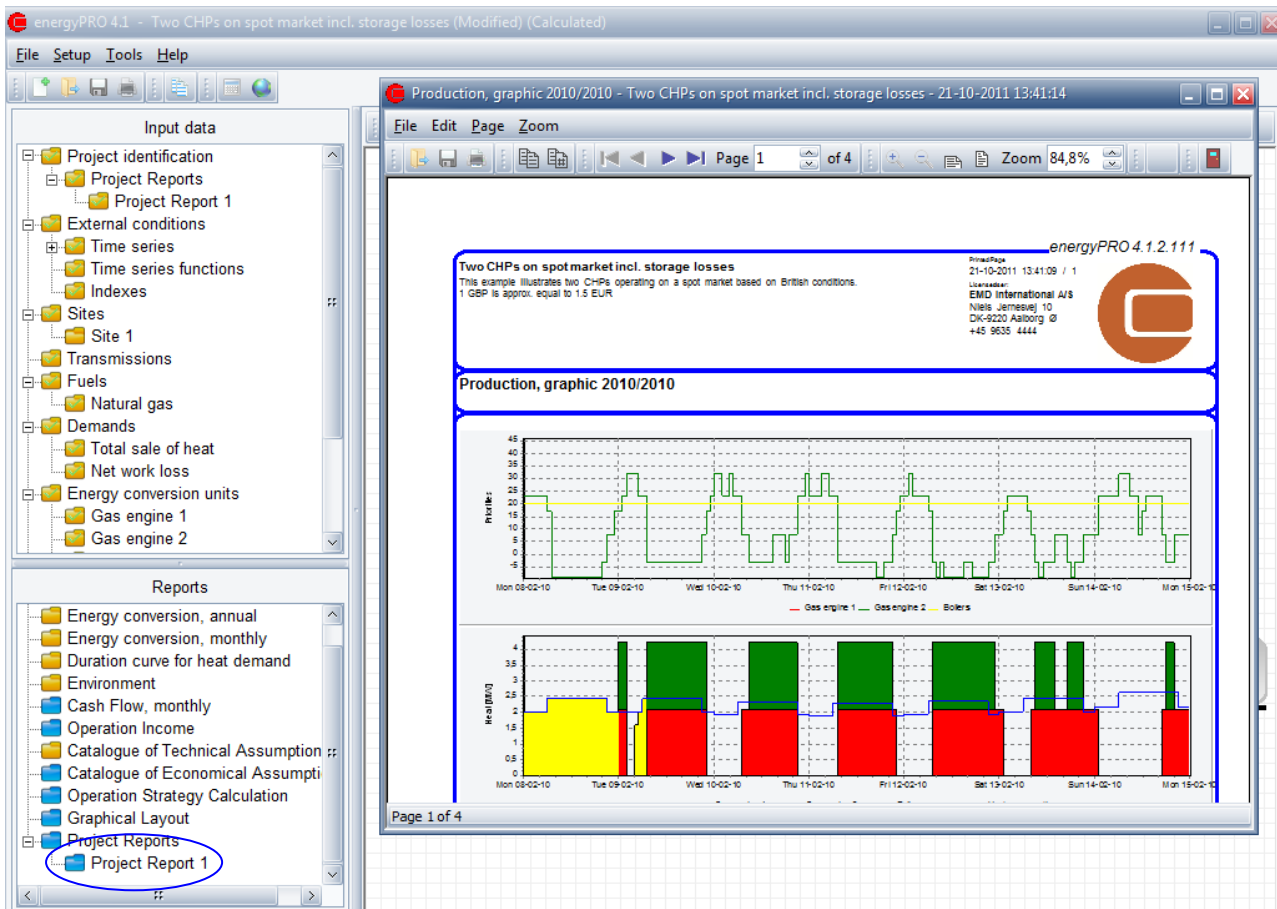 energyPRO 4.1 - Two CHPs on spot market incl. storage losses (Modified) (Calculated)
File Setup Tools Help
Input data
Project identification
Project Reports
Project Report 1
External conditions
Time series
Time series functions
Indexes
Sites
Site 1
Transmissions
Fuels
Natural gas
Demands
Total sale of heat
Net work loss
Energy conversion units
Gas engine 1
Gas engine 2
Reports
Energy conversion, annual
Energy conversion, monthly
Duration curve for heat demand
Environment
Cash Flow, monthly
Operation Income
Catalogue of Technical Assumption
Catalogue of Economical Assumpti
Operation Strategy Calculation
Graphical Layout
Project Reports
Project Report 1
Production, graphic 2010/2010 - Two CHPs on spot market incl. storage losses - 21-10-2011 13:41:14
File Edit Page Zoom
Page 1 of 4 Zoom 84,8%
energyPRO 4.1.2.111
Two CHPs on spot market incl. storage losses
This example illustrates two CHPs operating on a spot market based on British conditions.
1 GBP is approx. equal to 1.5 EUR
Printed/Page
21-10-2011 13:41:09 / 1
Licensed user:
EMD International A/S
Niels Jernesvej 10
DK-9220 Aalborg Ø
+45 9635 4444
Production, graphic 2010/2010
Priorities
45
40
35
30
25
20
15
10
5
0
-5
Mon 08-02-10 Tue 09-02-10 Wed 10-02-10 Thu 11-02-10 Fri 12-02-10 Sat 13-02-10 Sun 14-02-10 Mon 15-02-10
Gas engine 1 Gas engine 2 Boilers
Heat [MW]
4
3,5
3
2,5
2
1,5
1
0,5
0
Mon 08-02-10 Tue 09-02-10 Wed 10-02-10 Thu 11-02-10 Fri 12-02-10 Sat 13-02-10 Sun 14-02-10 Mon 15-02-10
Page 1 of 4